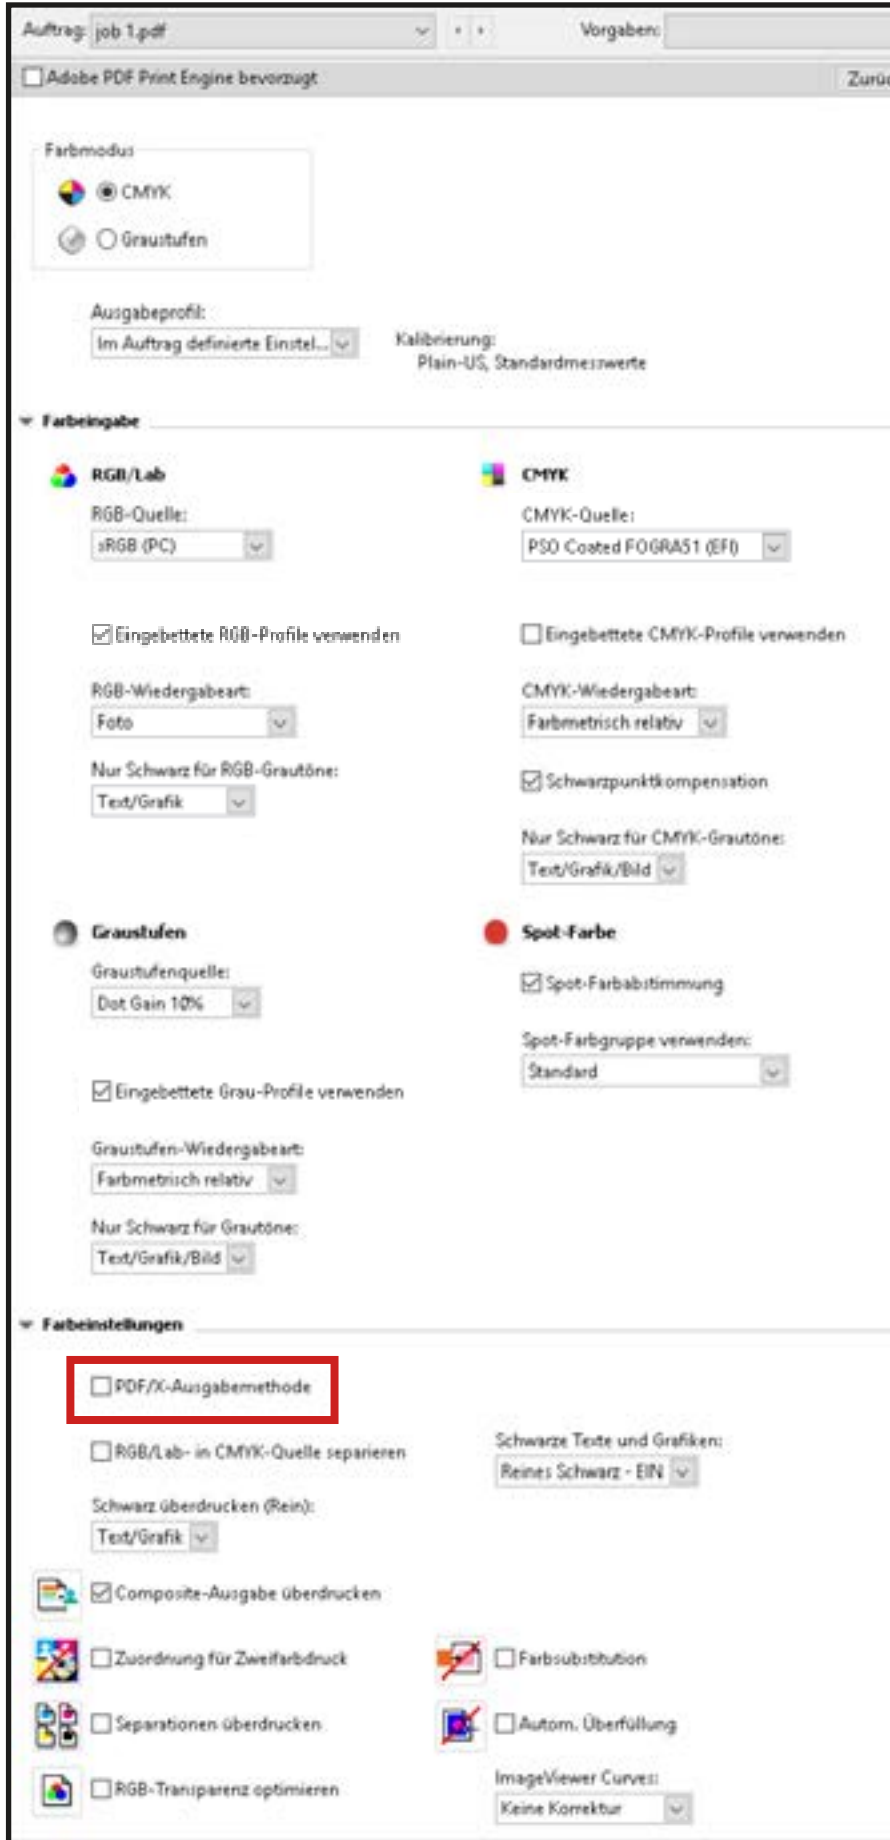 Auftrag: job 1.pdf Vorgaben:
Adobe PDF Print Engine bevorzugt
Farbmodus
CMYK
Graustufen
Ausgabeprofil:
Im Auftrag definierte Einstel...
Kalibrierung:
Plain-US, Standardmesswerte
Farbeingabe
RGB/Lab
RGB-Quelle:
sRGB (PC)
Eingebettete RGB-Profile verwenden
RGB-Wiedergabeart:
Foto
Nur Schwarz für RGB-Grautöne:
Text/Grafik
CMYK
CMYK-Quelle:
PSO Coated FOGRA51 (EFI)
Eingebettete CMYK-Profile verwenden
CMYK-Wiedergabeart:
Farbmetrisch relativ
Schwarzpunktkompensation
Nur Schwarz für CMYK-Grautöne:
Text/Grafik/Bild
Graustufen
Graustufenquelle:
Dot Gain 10%
Eingebettete Grau-Profile verwenden
Graustufen-Wiedergabeart:
Farbmetrisch relativ
Nur Schwarz für Grautöne:
Text/Grafik/Bild
Spot-Farbe
Spot-Farbabstimmung
Spot-Farbgruppe verwenden:
Standard
Farbeinstellungen
PDF/X-Ausgabemethode
RGB/Lab- in CMYK-Quelle separieren
Schwarze Texte und Grafiken:
Reines Schwarz - EIN
Schwarz überdrucken (Rein):
Text/Grafik
Composite-Ausgabe überdrucken
Zuordnung für Zweifarbdruck
Farbsubstitution
Separationen überdrucken
Autom. Überfüllung
RGB-Transparenz optimieren
ImageViewer Curves:
Keine Korrektur